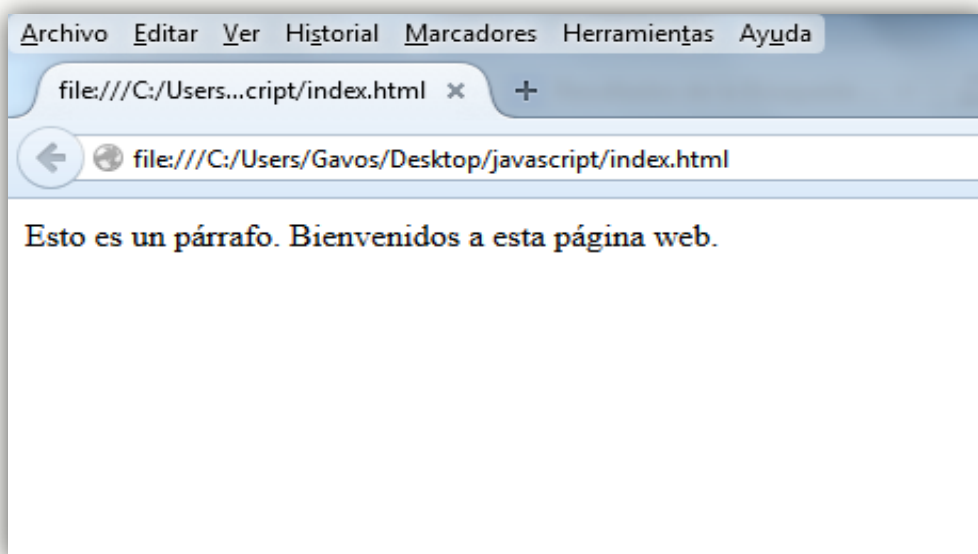 Archivo Editar Ver Historial Marcadores Herramientas Ayuda
file:///C:/Users...cript/index.html × +
file:///C:/Users/Gavos/Desktop/javascript/index.html
Esto es un párrafo. Bienvenidos a esta página web.